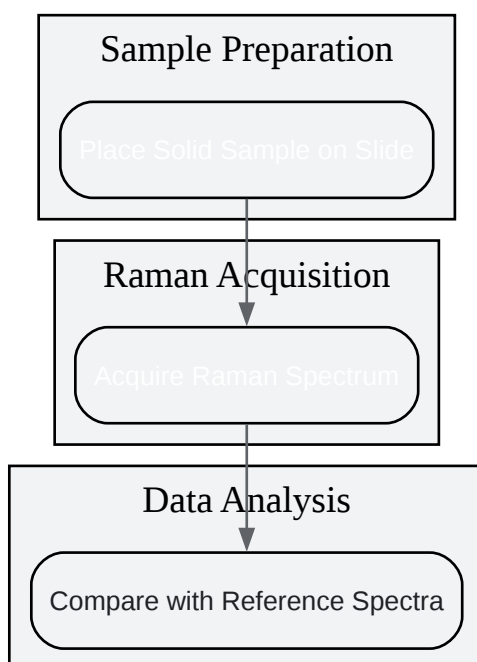 Sample Preparation
Place Solid Sample on Slide
Raman Acquisition
Acquire Raman Spectrum
Data Analysis
Compare with Reference Spectra